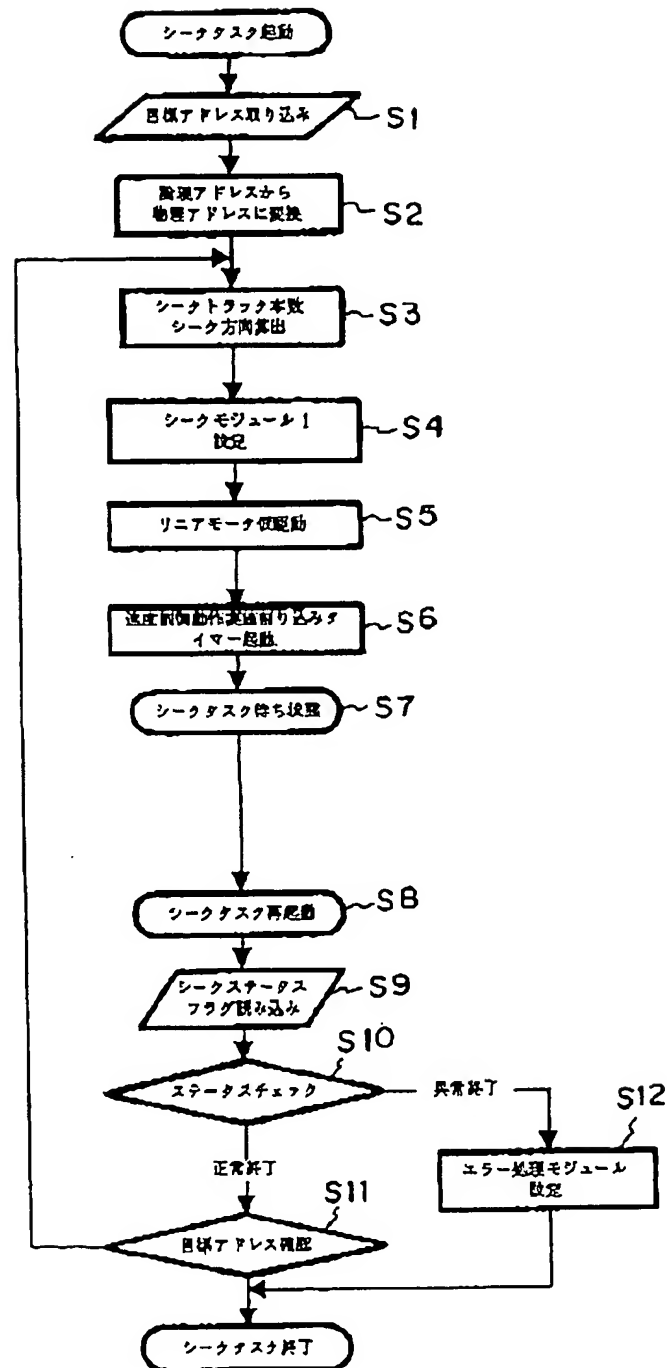 シークタスク起動
目標アドレス取り込み
S1
論理アドレスから
物理アドレスに変換
S2
シークトラック本数
シーク方向算出
S3
シークモジュール1
設定
S4
リニアモータ仮駆動
S5
速度制御動作 割り込みタ
イマー起動
S6
シークタスク待ち状態
S7
シークタスク再起動
S8
シークステータス
フラグ読み込み
S9
S10
ステータスチェック
異常終了
S12
エラー処理モジュール
設定
正常終了
S11
目標アドレス確認
シークタスク終了